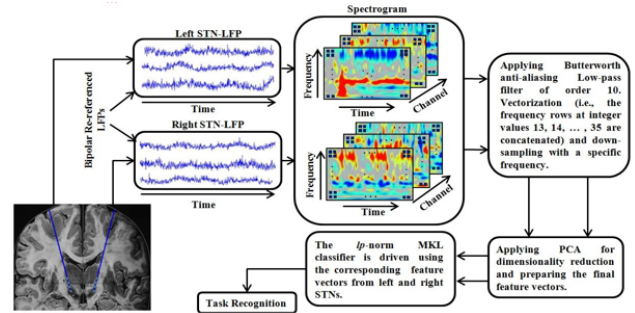 Left STN-LFP
Time
Bipolar Re-referenced
LFPs
Right STN-LFP
Time
Spectrogram
Frequency
Channel
Time
Frequency
Channel
Time
Applying Butterworth
anti-aliasing Low-pass
filter of order 10.
Vectorization (i.e., the
frequency rows at integer
values 13, 14, ... , 35 are
concatenated) and down-
sampling with a specific
frequency.
Applying PCA for
dimensionality reduction
and preparing the final
feature vectors.
The lp-norm MKL
classifier is driven using
the corresponding feature
vectors from left and right
STNs.
Task Recognition